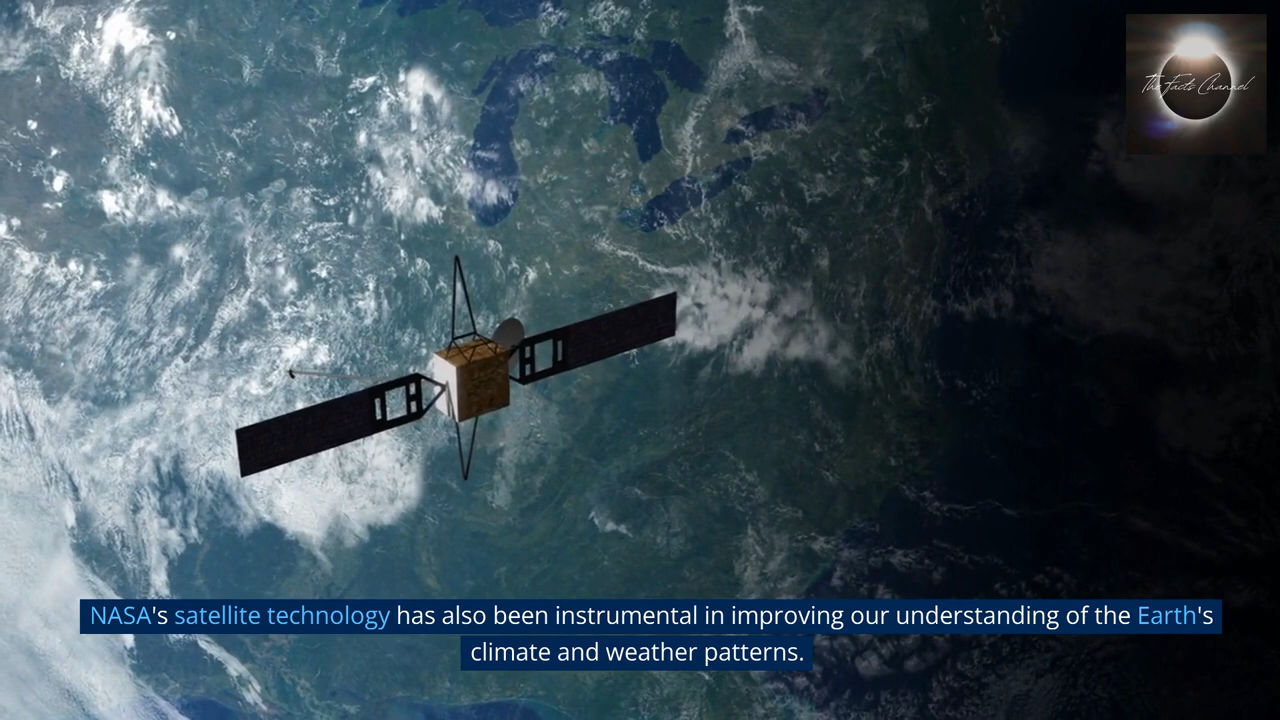 The Facts Channel
NASA's satellite technology has also been instrumental in improving our understanding of the Earth's
climate and weather patterns.